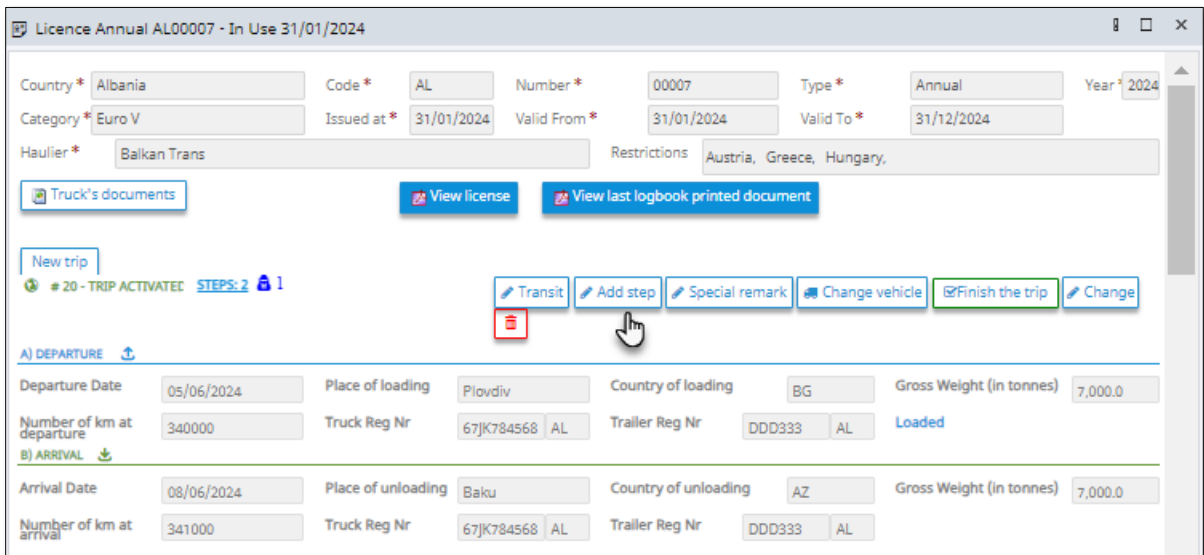 Licence Annual AL00007 - In Use 31/01/2024
Country * Albania Code * AL Number * 00007 Type * Annual Year * 2024
Category * Euro V Issued at * 31/01/2024 Valid From * 31/01/2024 Valid To * 31/12/2024
Haulier * Balkan Trans Restrictions Austria, Greece, Hungary,
Truck's documents View license View last logbook printed document
New trip
# 20 - TRIP ACTIVATED STEPS: 2 1 Transit Add step Special remark Change vehicle Finish the trip Change
A) DEPARTURE
Departure Date 05/06/2024 Place of loading Plovdiv Country of loading BG Gross Weight (in tonnes) 7,000.0
Number of km at departure 340000 Truck Reg Nr 67JK784568 AL Trailer Reg Nr DDD333 AL Loaded
B) ARRIVAL
Arrival Date 08/06/2024 Place of unloading Baku Country of unloading AZ Gross Weight (in tonnes) 7,000.0
Number of km at arrival 341000 Truck Reg Nr 67JK784568 AL Trailer Reg Nr DDD333 AL